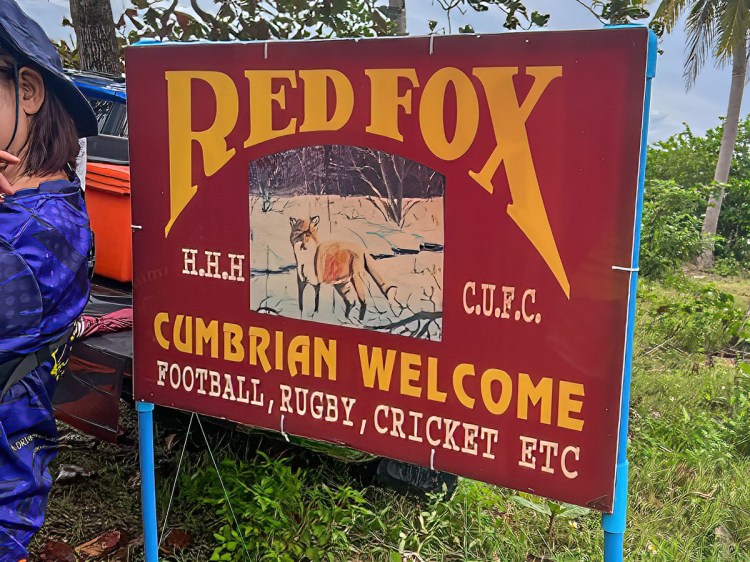 RED FOX
H.H.H
C.U.F.C.
CUMBRIAN WELCOME
FOOTBALL, RUGBY, CRICKET ETC